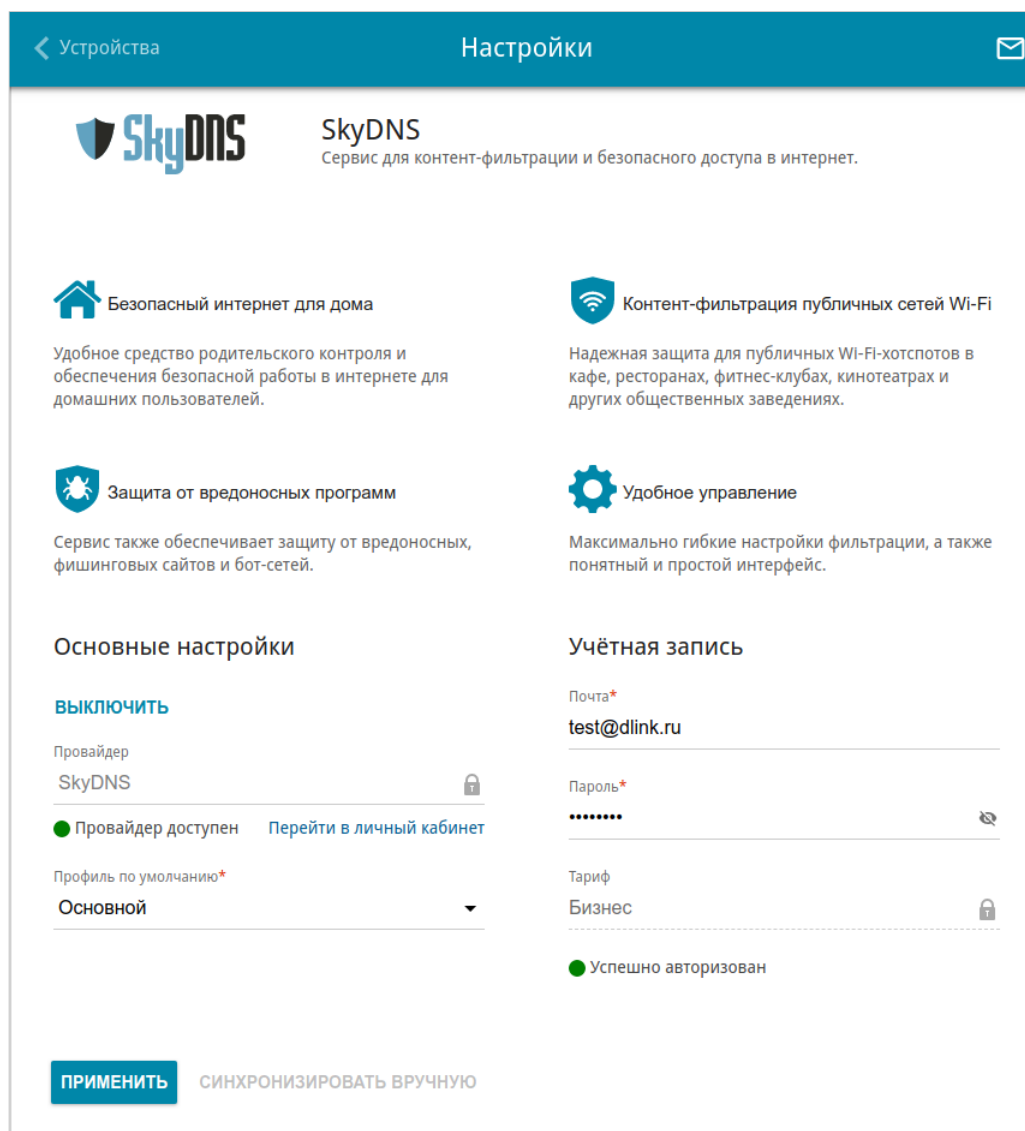 Устройства
Настройки
SkyDNS
SkyDNS
Сервис для контент-фильтрации и безопасного доступа в интернет.
Безопасный интернет для дома
Удобное средство родительского контроля и
обеспечения безопасной работы в интернете для
домашних пользователей.
Контент-фильтрация публичных сетей Wi-Fi
Надежная защита для публичных Wi-Fi-хотспотов в
кафе, ресторанах, фитнес-клубах, кинотеатрах и
других общественных заведениях.
Защита от вредоносных программ
Сервис также обеспечивает защиту от вредоносных,
фишинговых сайтов и бот-сетей.
Удобное управление
Максимально гибкие настройки фильтрации, а также
понятный и простой интерфейс.
Основные настройки
ВЫКЛЮЧИТЬ
Провайдер
SkyDNS
Провайдер доступен Перейти в личный кабинет
Профиль по умолчанию*
Основной
Учётная запись
Почта*
test@dlink.ru
Пароль*
••••••••
Тариф
Бизнес
Успешно авторизован
ПРИМЕНИТЬ СИНХРОНИЗИРОВАТЬ ВРУЧНУЮ